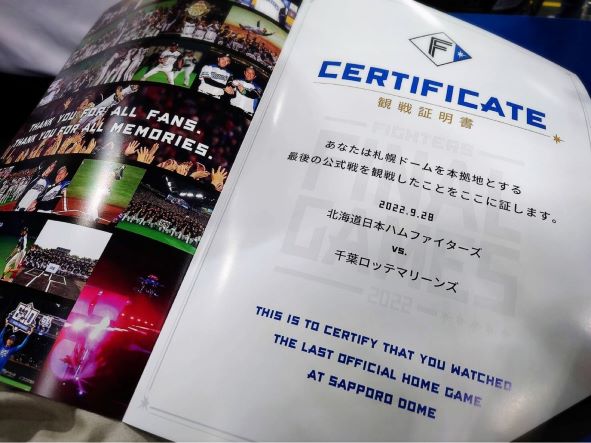 THANK YOU FOR ALL FANS.
THANK YOU FOR ALL MEMORIES.
F
CERTIFICATE
観戦証明書
FIGHTERS
FINAL
GAMES
2022
あなたは札幌ドームを本拠地とする
最後の公式戦を観戦したことをここに証します。
2022.9.28
北海道日本ハムファイターズ
vs.
千葉ロッテマリーンズ
THIS IS TO CERTIFY THAT YOU WATCHED
THE LAST OFFICIAL HOME GAME
AT SAPPORO DOME